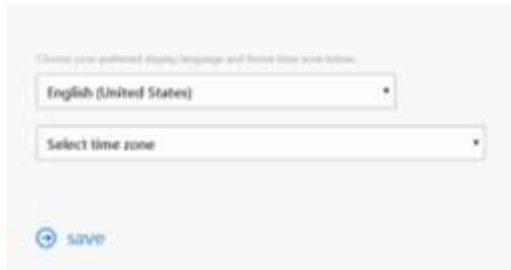 Choose your preferred display language and home time zone below.
English (United States)
Select time zone
save